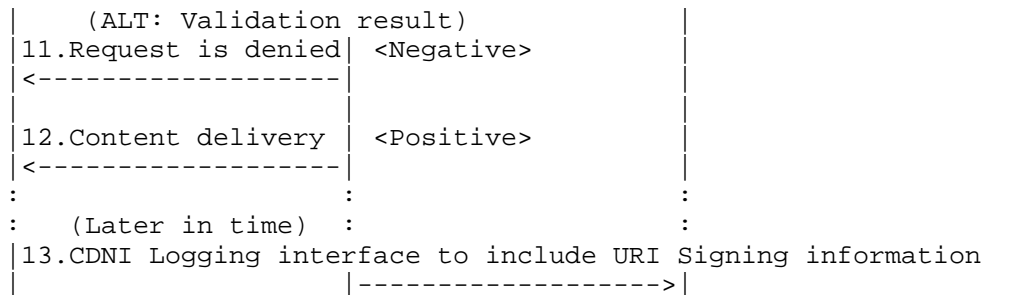 (ALT: Validation result)
11.Request is denied <Negative>
12.Content delivery <Positive>
(Later in time)
13.CDNI Logging interface to include URI Signing information